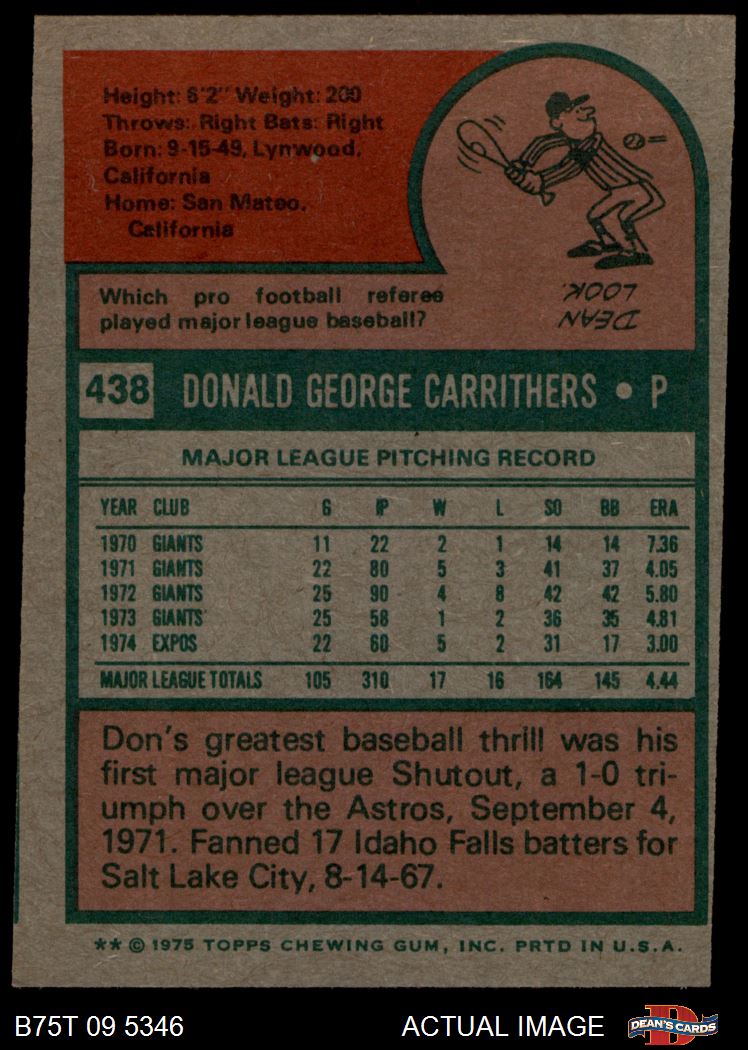 Height: 6'2" Weight: 200
Throws: Right Bats: Right
Born: 9-15-49, Lynwood,
California
Home: San Mateo,
California
Which pro football referee
played major league baseball?
DEAN
LOOK.
438 DONALD GEORGE CARRITHERS • P
MAJOR LEAGUE PITCHING RECORD
YEAR CLUB G IP W L SO BB ERA
1970 GIANTS 11 22 2 1 14 14 7.36
1971 GIANTS 22 80 5 3 41 37 4.05
1972 GIANTS 25 90 4 8 42 42 5.80
1973 GIANTS 25 58 1 2 36 35 4.81
1974 EXPOS 22 60 5 2 31 17 3.00
MAJOR LEAGUE TOTALS 105 310 17 16 164 145 4.44
Don's greatest baseball thrill was his
first major league Shutout, a 1-0 tri-
umph over the Astros, September 4,
1971. Fanned 17 Idaho Falls batters for
Salt Lake City, 8-14-67.
** © 1975 TOPPS CHEWING GUM, INC. PRTD IN U.S.A.
B75T 09 5346 ACTUAL IMAGE D DEAN'S CARDS